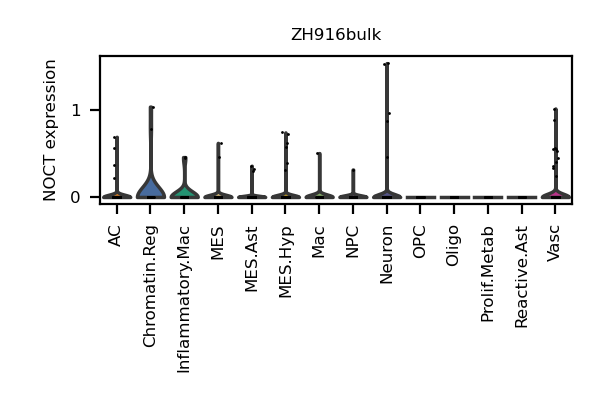 ZH916bulk
NOCT expression
1
0
AC
Chromatin.Reg
Inflammatory.Mac
MES
MES.Ast
MES.Hyp
Mac
NPC
Neuron
OPC
Oligo
Prolif.Metab
Reactive.Ast
Vasc